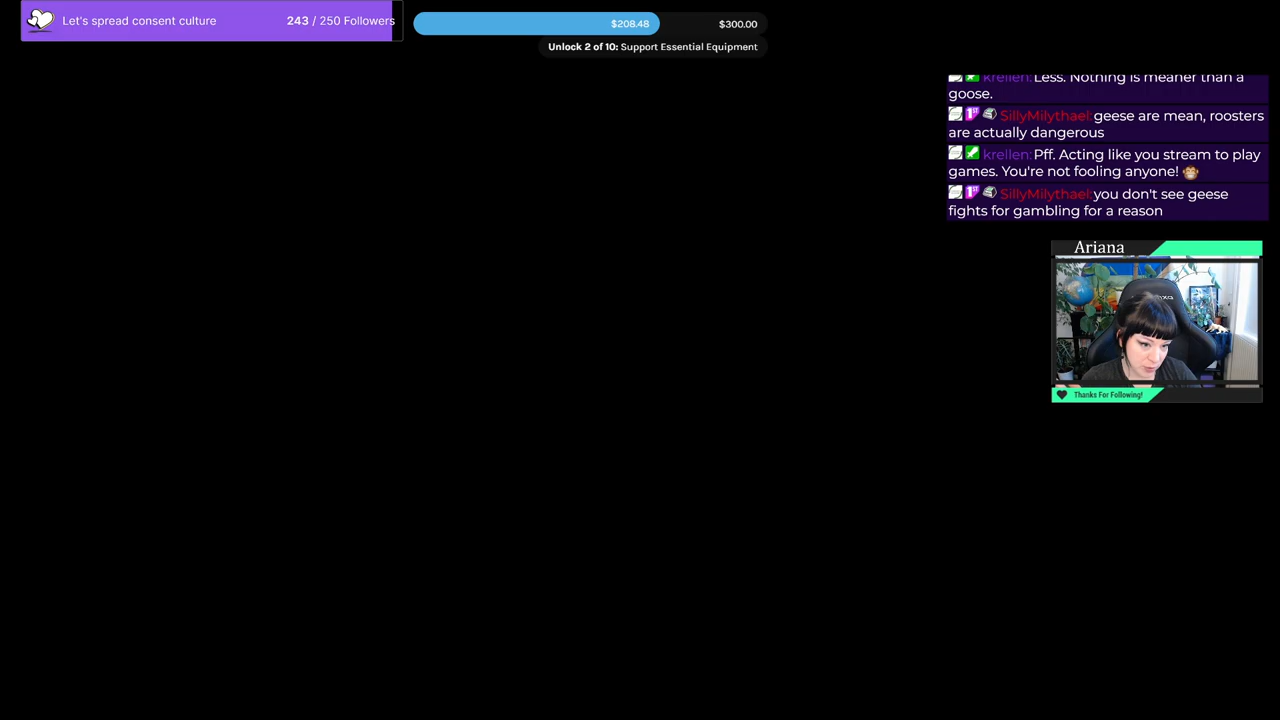 Let's spread consent culture
243 / 250 Followers
$208.48
$300.00
Unlock 2 of 10: Support Essential Equipment
krellen: Less. Nothing is meaner than a
goose.
SillyMilythael: geese are mean, roosters
are actually dangerous
krellen: Pff. Acting like you stream to play
games. You're not fooling anyone!
SillyMilythael: you don't see geese
fights for gambling for a reason
Ariana
Thanks For Following!